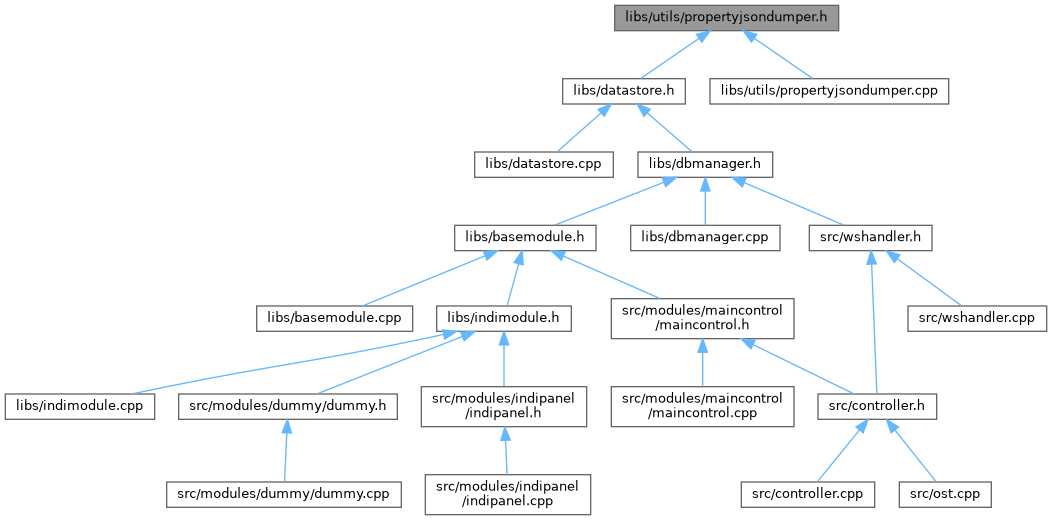 libs/utils/propertyjsondumper.h
libs/datastore.h
libs/utils/propertyjsondumper.cpp
libs/datastore.cpp
libs/dbmanager.h
libs/basemodule.h
libs/dbmanager.cpp
src/wshandler.h
libs/basemodule.cpp
libs/indimodule.h
src/modules/maincontrol
/maincontrol.h
src/wshandler.cpp
libs/indimodule.cpp
src/modules/dummy/dummy.h
src/modules/indipanel
/indipanel.h
src/modules/maincontrol
/maincontrol.cpp
src/controller.h
src/modules/dummy/dummy.cpp
src/modules/indipanel
/indipanel.cpp
src/controller.cpp
src/ost.cpp